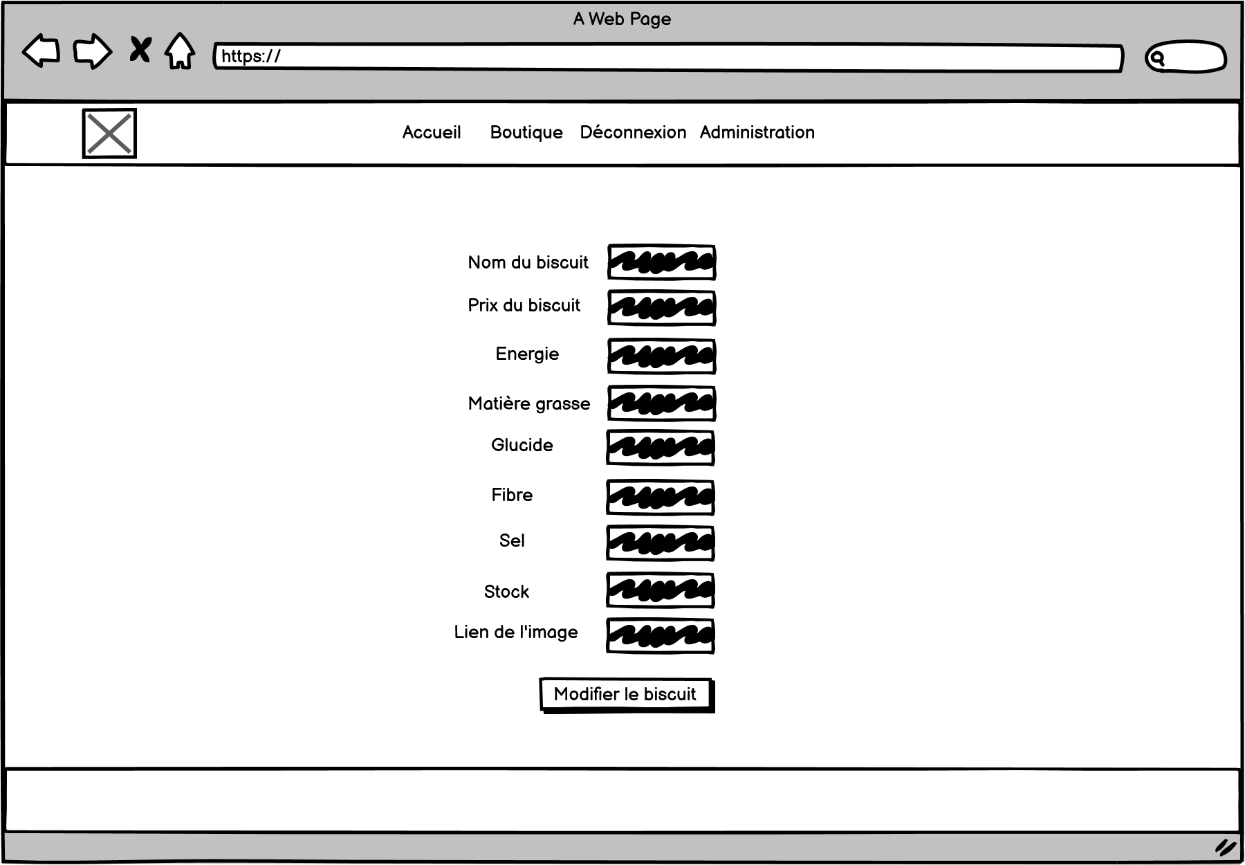 A Web Page
https://
Accueil Boutique Déconnexion Administration
Nom du biscuit
Prix du biscuit
Energie
Matière grasse
Glucide
Fibre
Sel
Stock
Lien de l'image
Modifier le biscuit